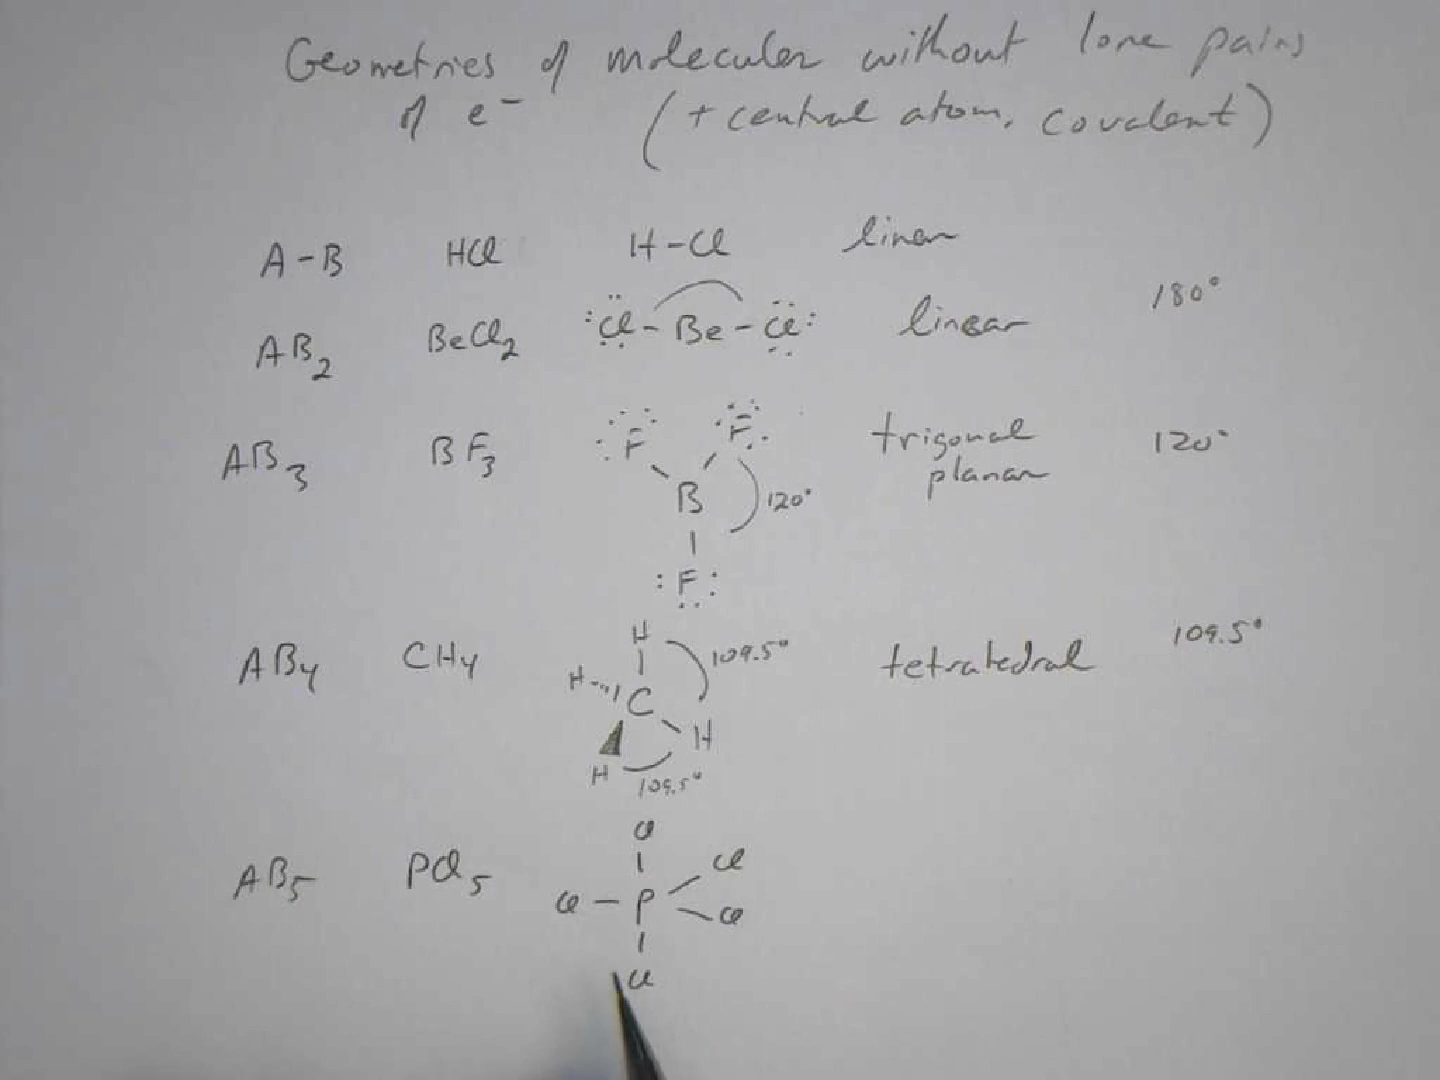 Geometries of molecules without lone pairs
of e⁻ (+ central atom, covalent)
A-B HCl H-Cl linear
AB₂ BeCl₂ :Cl-Be-Cl: linear 180°
AB₃ BF₃ F F trigonal planar 120°
B 120°
:F:
AB₄ CH₄ H 109.5° tetrahedral 109.5°
H C
H
H 109.5°
AB₅ PCl₅ Cl
Cl
Cl - P Cl
Cl